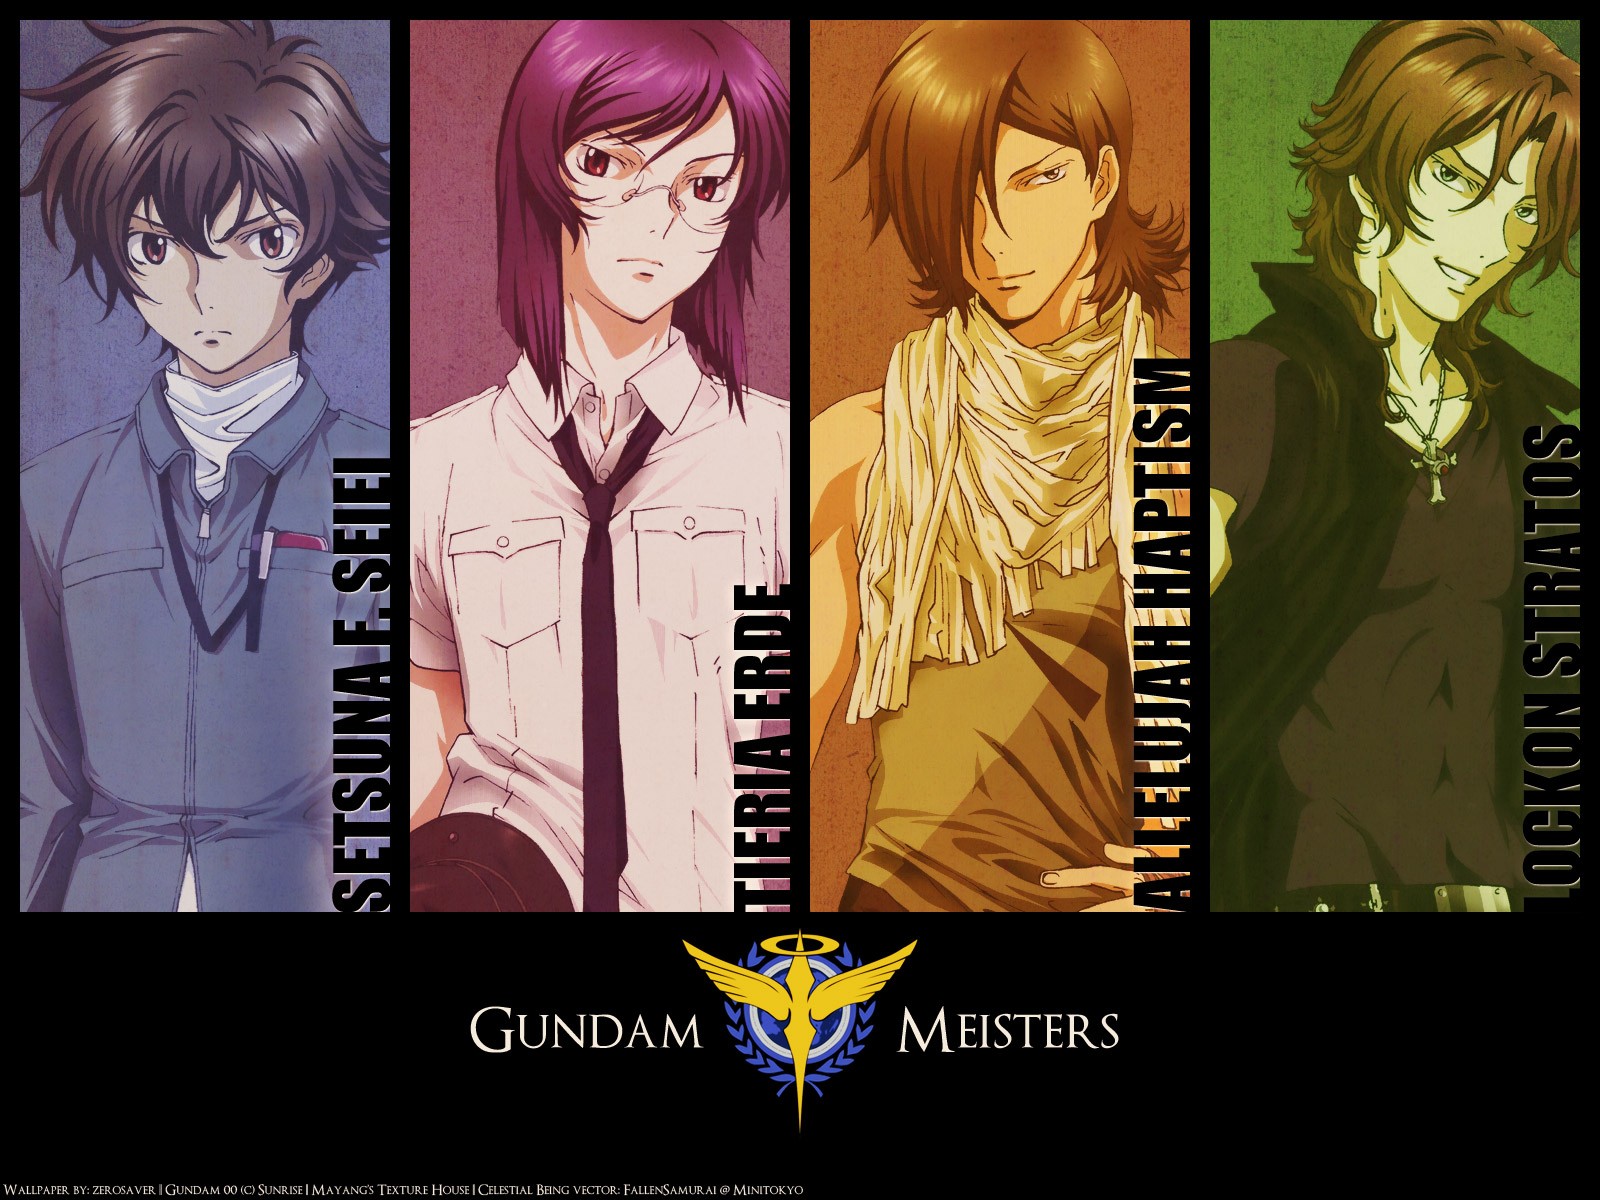 SETSUNA F. SEIEI
TIERIA ERDE
ALLELUJAH HAPTISM
LOCKON STRATOS
GUNDAM MEISTERS
WALLPAPER BY: ZEROSAVER || GUNDAM 00 (C) SUNRISE | MAYANG'S TEXTURE HOUSE | CELESTIAL BEING VECTOR: FALLENSAMURAI @ MINITOKYO